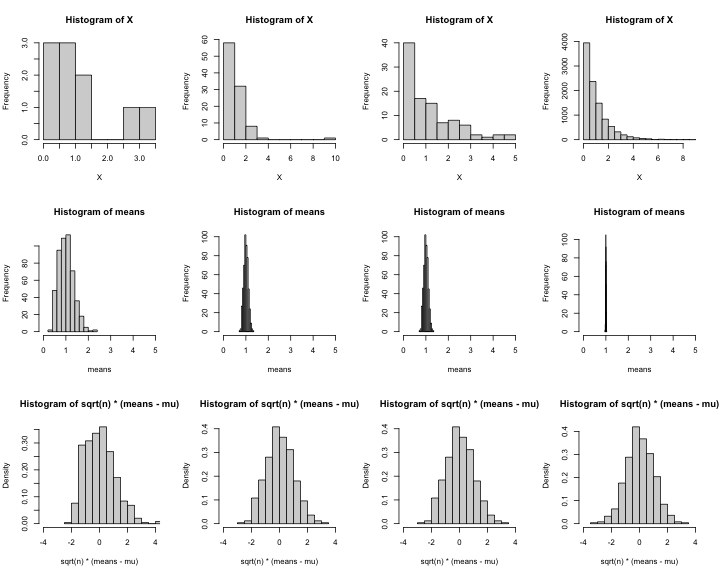 Histogram of X
Frequency
0.0 1.0 2.0 3.0
0.0 1.0 2.0 3.0
X
Histogram of X
Frequency
0 10 20 30 40 50 60
0 2 4 6 8 10
X
Histogram of X
Frequency
0 10 20 30 40
0 1 2 3 4 5
X
Histogram of X
Frequency
0 1000 2000 3000 4000
0 2 4 6 8
X
Histogram of means
Frequency
0 20 40 60 80
0 1 2 3 4 5
means
Histogram of means
Frequency
0 20 40 60 80 100
0 1 2 3 4 5
means
Histogram of means
Frequency
0 20 40 60 80 100
0 1 2 3 4 5
means
Histogram of means
Frequency
0 20 40 60 80 100
0 1 2 3 4 5
means
Histogram of sqrt(n) * (means - mu)
Density
0.00 0.10 0.20 0.30
-4 -2 0 2 4
sqrt(n) * (means - mu)
Histogram of sqrt(n) * (means - mu)
Density
0.0 0.1 0.2 0.3 0.4
-4 -2 0 2 4
sqrt(n) * (means - mu)
Histogram of sqrt(n) * (means - mu)
Density
0.0 0.1 0.2 0.3 0.4
-4 -2 0 2 4
sqrt(n) * (means - mu)
Histogram of sqrt(n) * (means - mu)
Density
0.0 0.1 0.2 0.3 0.4
-4 -2 0 2 4
sqrt(n) * (means - mu)